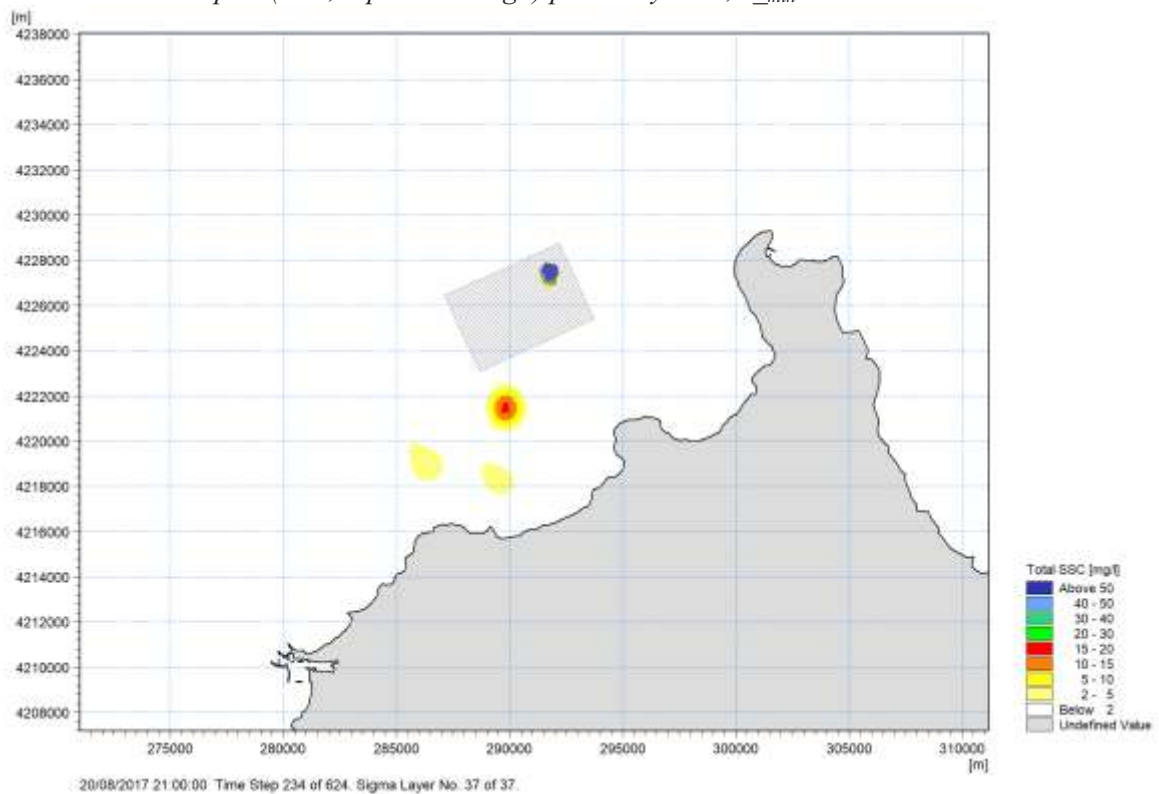 [m]
4238000
4236000
4234000
4232000
4230000
4228000
4226000
4224000
4222000
4220000
4218000
4216000
4214000
4212000
4210000
4208000
275000 280000 285000 290000 295000 300000 305000 310000
[m]
Total SSC [mg/l]
Above 50
40 - 50
30 - 40
20 - 30
15 - 20
10 - 15
5 - 10
2 - 5
Below 2
Undefined Value
20/08/2017 21:00:00 Time Step 234 of 624. Sigma Layer No. 37 of 37.